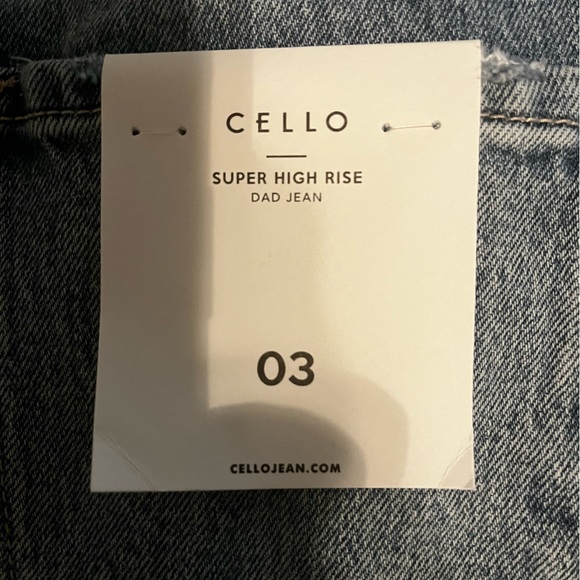 CELLO
SUPER HIGH RISE
DAD JEAN
03
CELLOJEAN.COM